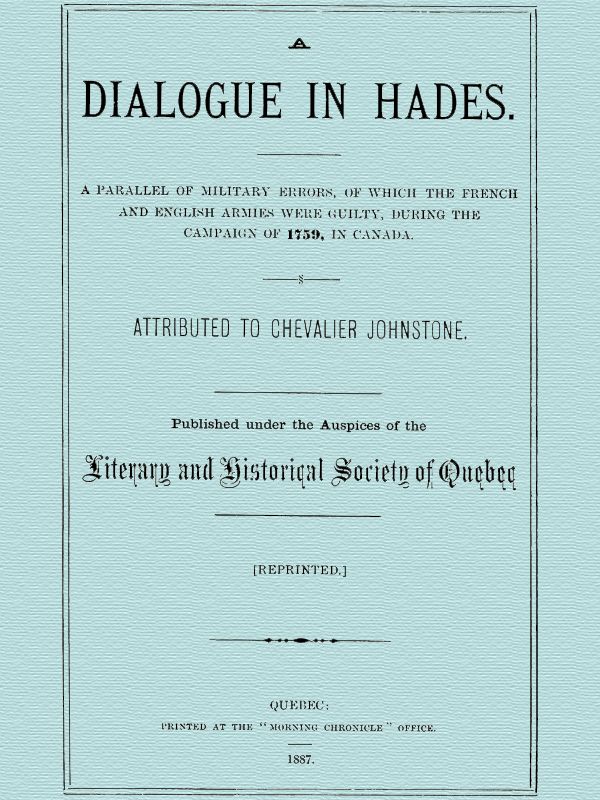 A
DIALOGUE IN HADES.
A PARALLEL OF MILITARY ERRORS, OF WHICH THE FRENCH
AND ENGLISH ARMIES WERE GUILTY, DURING THE
CAMPAIGN OF 1759, IN CANADA.
§
ATTRIBUTED TO CHEVALIER JOHNSTONE.
Published under the Auspices of the
Literary and Historical Society of Quebec
[REPRINTED.]
QUEBEC:
PRINTED AT THE "MORNING CHRONICLE" OFFICE.
1887.